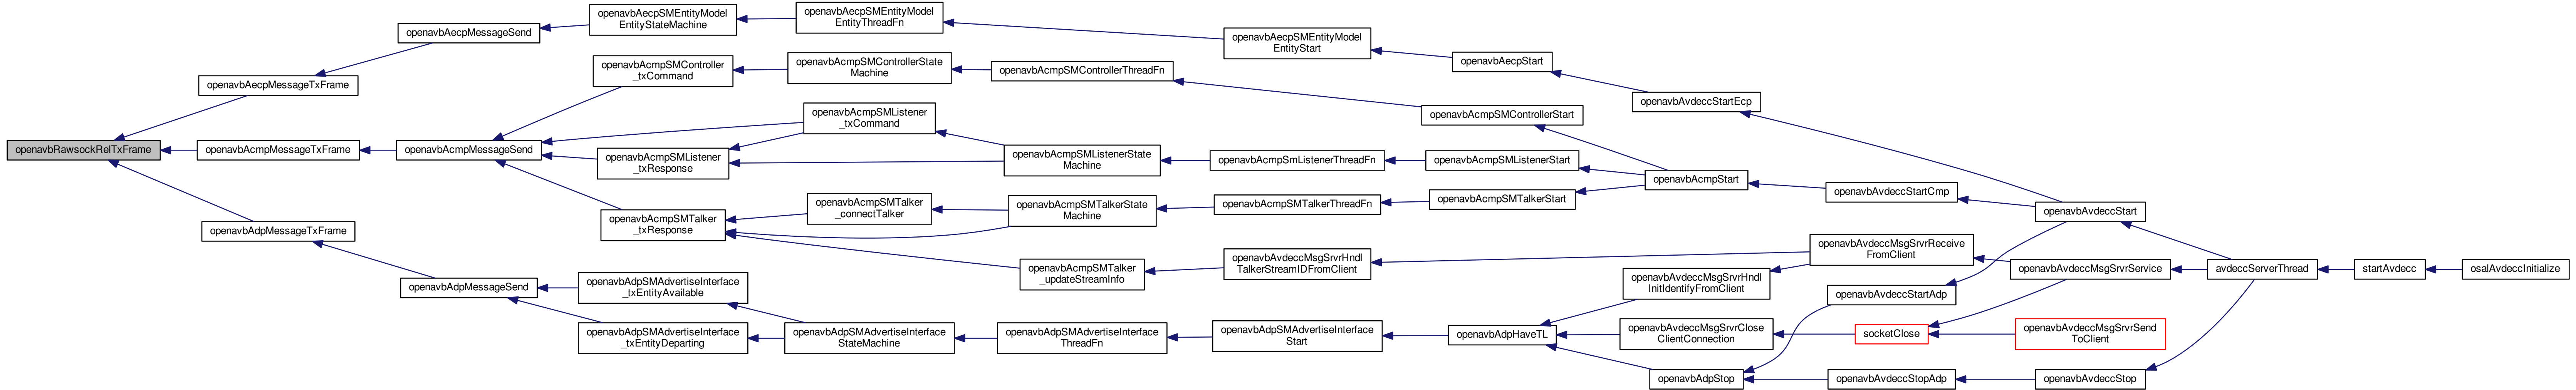 openavbRawsockRelTxFrame
openavbAecpMessageTxFrame
openavbAcmpMessageTxFrame
openavbAdpMessageTxFrame
openavbAecpMessageSend
openavbAcmpMessageSend
openavbAdpMessageSend
openavbAecpSMEntityModel
EntityStateMachine
openavbAcmpSMController
_txCommand
openavbAcmpSMListener
_txResponse
openavbAcmpSMTalker
_txResponse
openavbAdpSMAdvertiseInterface
_txEntityAvailable
openavbAdpSMAdvertiseInterface
_txEntityDeparting
openavbAecpSMEntityModel
EntityThreadFn
openavbAcmpSMControllerState
Machine
openavbAcmpSMListener
_txCommand
openavbAcmpSMTalker
_connectTalker
openavbAdpSMAdvertiseInterface
StateMachine
openavbAcmpSMControllerThreadFn
openavbAcmpSMListenerState
Machine
openavbAcmpSMTalkerState
Machine
openavbAcmpSMTalker
_updateStreamInfo
openavbAdpSMAdvertiseInterface
ThreadFn
openavbAecpSMEntityModel
EntityStart
openavbAcmpSmListenerThreadFn
openavbAcmpSMTalkerThreadFn
openavbAvdeccMsgSrvrHndl
TalkerStreamIDFromClient
openavbAdpSMAdvertiseInterface
Start
openavbAecpStart
openavbAcmpSMControllerStart
openavbAcmpSMListenerStart
openavbAcmpSMTalkerStart
openavbAdpHaveTL
openavbAvdeccStartEcp
openavbAcmpStart
openavbAvdeccMsgSrvrHndl
InitIdentifyFromClient
openavbAvdeccMsgSrvrClose
ClientConnection
openavbAdpStop
openavbAvdeccStartCmp
openavbAvdeccMsgSrvrReceive
FromClient
openavbAvdeccStartAdp
socketClose
openavbAvdeccStopAdp
openavbAvdeccStart
openavbAvdeccMsgSrvrService
openavbAvdeccMsgSrvrSend
ToClient
openavbAvdeccStop
avdeccServerThread
startAvdecc
osalAvdeccInitialize